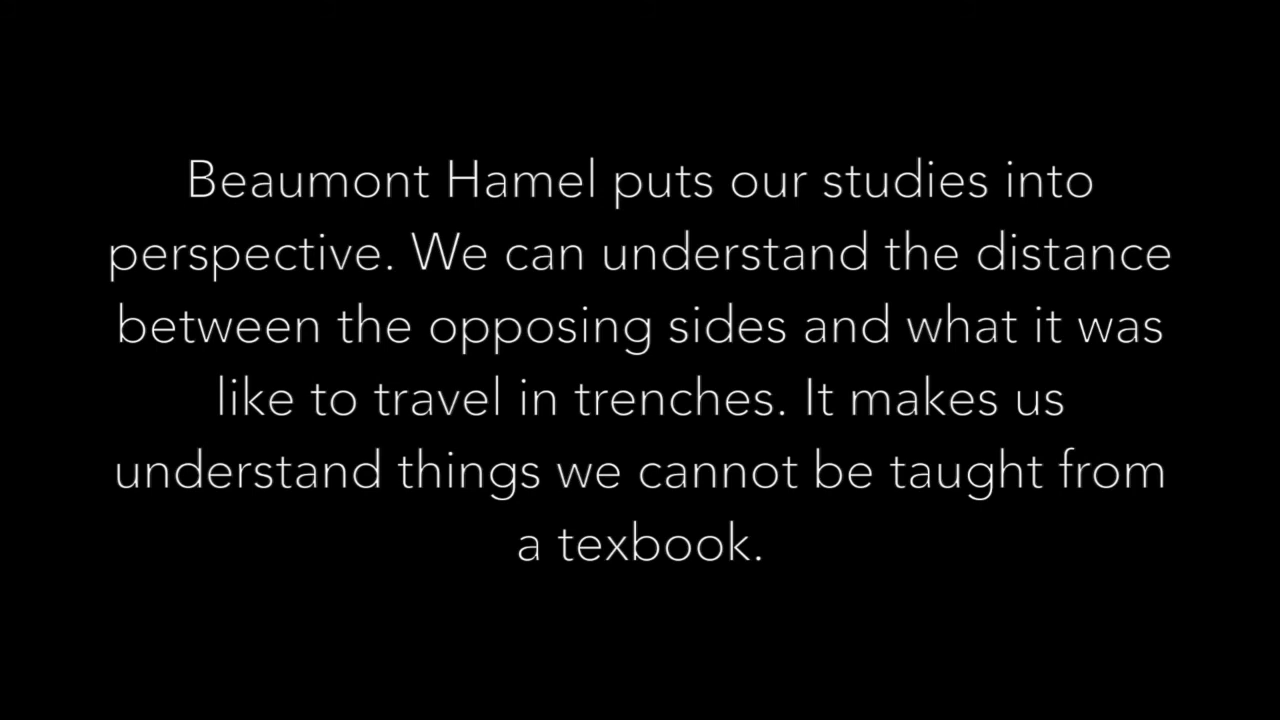 Beaumont Hamel puts our studies into
perspective. We can understand the distance
between the opposing sides and what it was
like to travel in trenches. It makes us
understand things we cannot be taught from
a texbook.